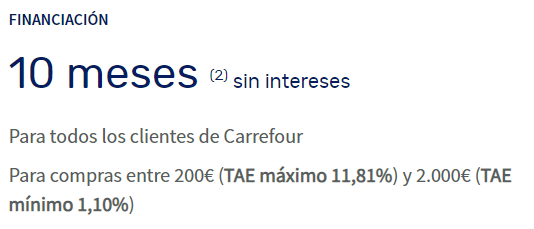 FINANCIACIÓN
10 meses (2) sin intereses
Para todos los clientes de Carrefour
Para compras entre 200€ (TAE máximo 11,81%) y 2.000€ (TAE
mínimo 1,10%)